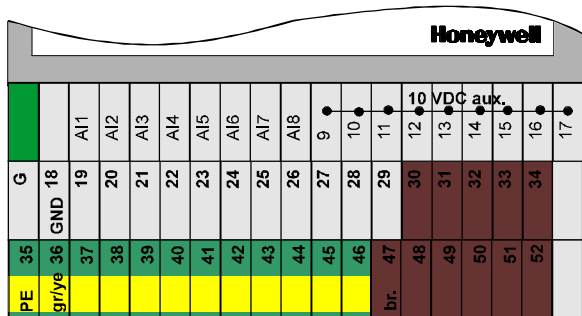 Honeywell
10 VDC aux.
AI1 AI2 AI3 AI4 AI5 AI6 AI7 AI8 9 10 11 12 13 14 15 16 17
G GND 18 19 20 21 22 23 24 25 26 27 28 29 30 31 32 33 34
PE 35 gr/ye 36 37 38 39 40 41 42 43 44 45 46 br. 47 48 49 50 51 52